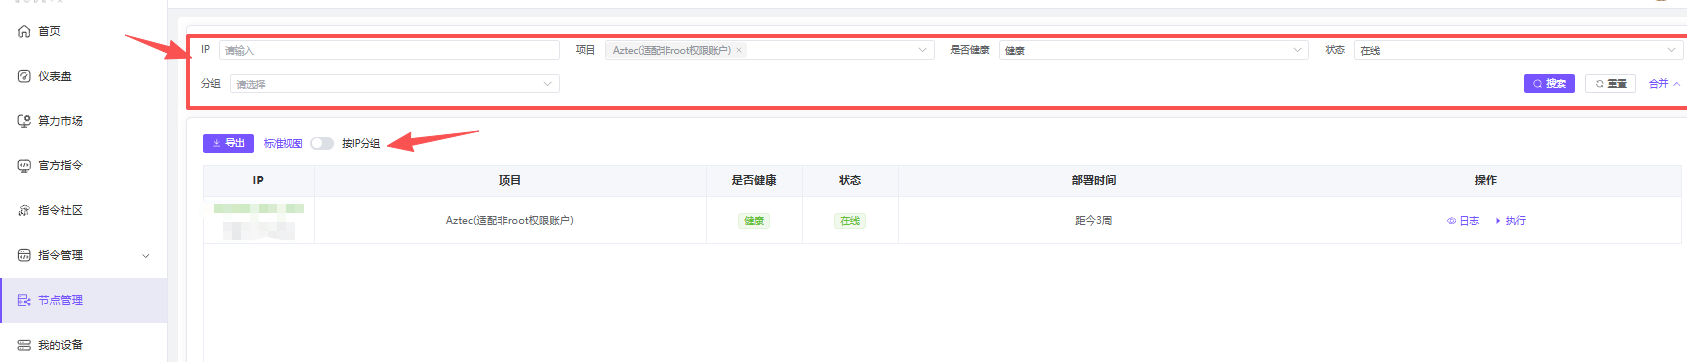 首页
仪表盘
算力市场
官方指令
指令社区
指令管理
节点管理
我的设备
IP 请输入 项目 Aztec(适配非root权限账户) × 是否健康 健康 状态 在线
分组 请选择 搜索 重置 合并
导出 标准视图 按IP分组
IP 项目 是否健康 状态 部署时间 操作
Aztec(适配非root权限账户) 健康 在线 距今3周 日志 执行